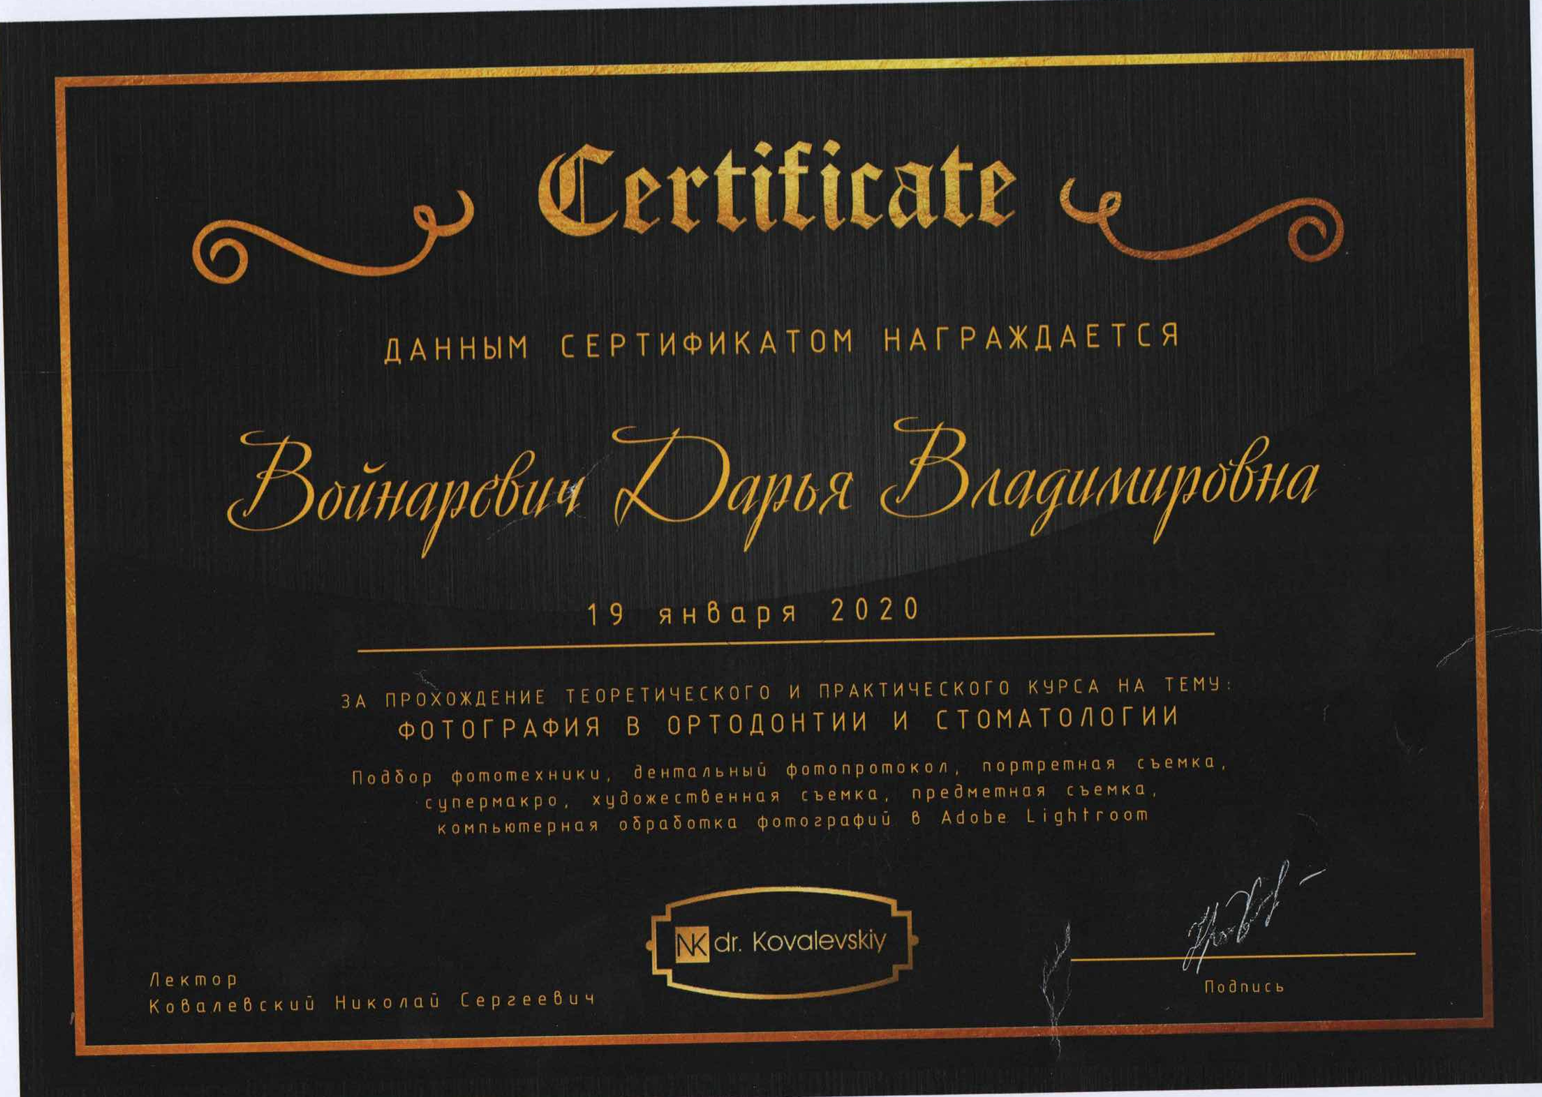 Certificate
ДАННЫМ СЕРТИФИКАТОМ НАГРАЖДАЕТСЯ
Войнаревич Дарья Владимировна
19 января 2020
ЗА ПРОХОЖДЕНИЕ ТЕОРЕТИЧЕСКОГО И ПРАКТИЧЕСКОГО КУРСА НА ТЕМУ:
ФОТОГРАФИЯ В ОРТОДОНТИИ И СТОМАТОЛОГИИ
Подбор фототехники, дентальный фотопротокол, портретная съемка,
супермакро, художественная съемка, предметная съемка,
компьютерная обработка фотографий в Adobe Lightroom
NK dr. Kovalevskiy
Лектор
Ковалевский Николай Сергеевич
Подпись